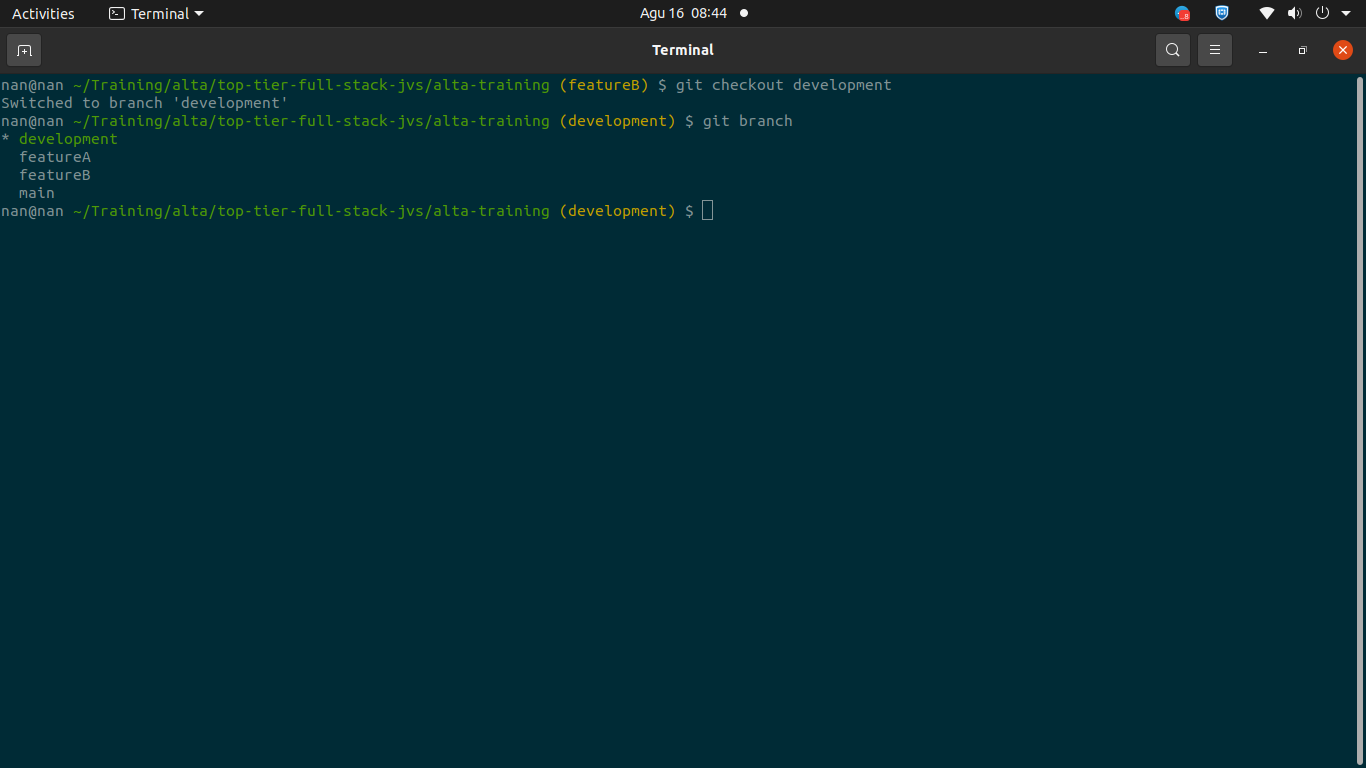 Activities Terminal Agu 16 08:44
Terminal
nan@nan ~/Training/alta/top-tier-full-stack-jvs/alta-training (featureB) $ git checkout development
Switched to branch 'development'
nan@nan ~/Training/alta/top-tier-full-stack-jvs/alta-training (development) $ git branch
* development
  featureA
  featureB
  main
nan@nan ~/Training/alta/top-tier-full-stack-jvs/alta-training (development) $